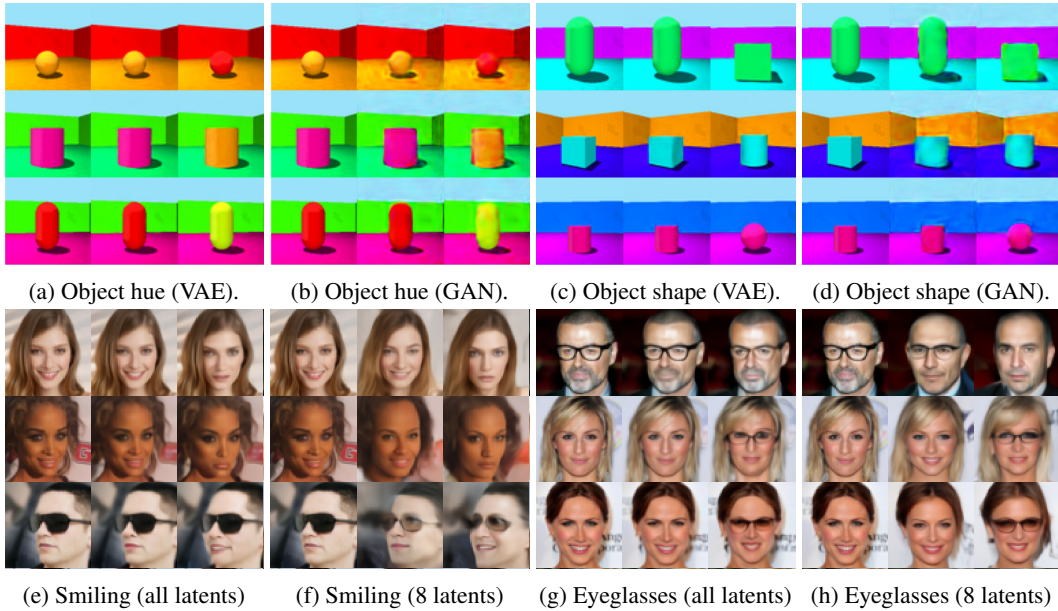 (a) Object hue (VAE).
(b) Object hue (GAN).
(c) Object shape (VAE).
(d) Object shape (GAN).
(e) Smiling (all latents)
(f) Smiling (8 latents)
(g) Eyeglasses (all latents)
(h) Eyeglasses (8 latents)